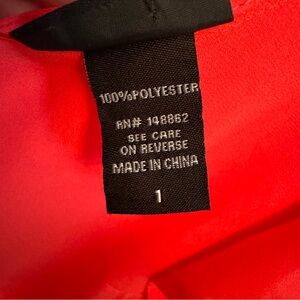 100%POLYESTER
RN# 148862
SEE CARE
ON REVERSE
MADE IN CHINA
1